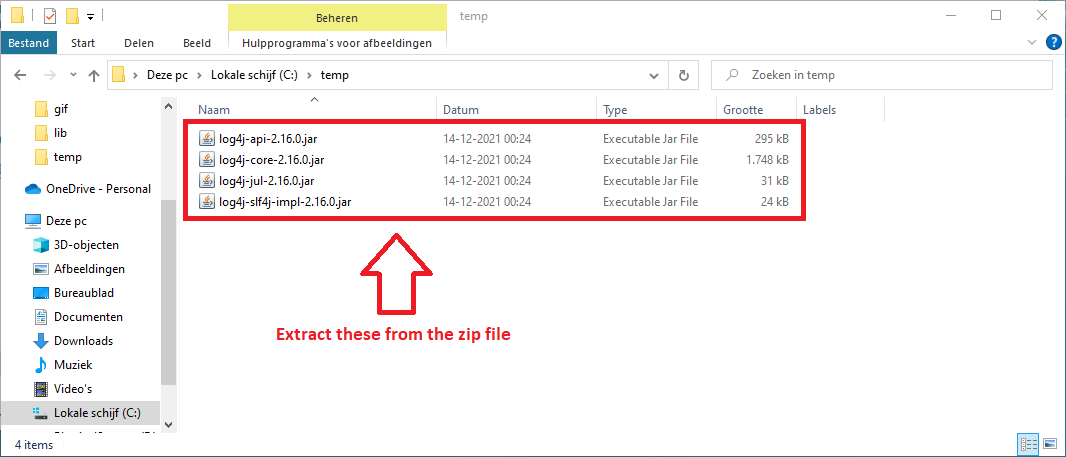 Beheren
temp
Bestand
Start
Delen
Beeld
Hulpprogramma's voor afbeeldingen
Deze pc
Lokale schijf (C:)
temp
Zoeken in temp
Naam
Datum
Type
Grootte
Labels
gif
lib
temp
OneDrive - Personal
Deze pc
3D-objecten
Afbeeldingen
Bureaublad
Documenten
Downloads
Muziek
Video's
Lokale schijf (C:)
log4j-api-2.16.0.jar 14-12-2021 00:24 Executable Jar File 295 kB
log4j-core-2.16.0.jar 14-12-2021 00:24 Executable Jar File 1.748 kB
log4j-jul-2.16.0.jar 14-12-2021 00:24 Executable Jar File 31 kB
log4j-slf4j-impl-2.16.0.jar 14-12-2021 00:24 Executable Jar File 24 kB
Extract these from the zip file
4 items